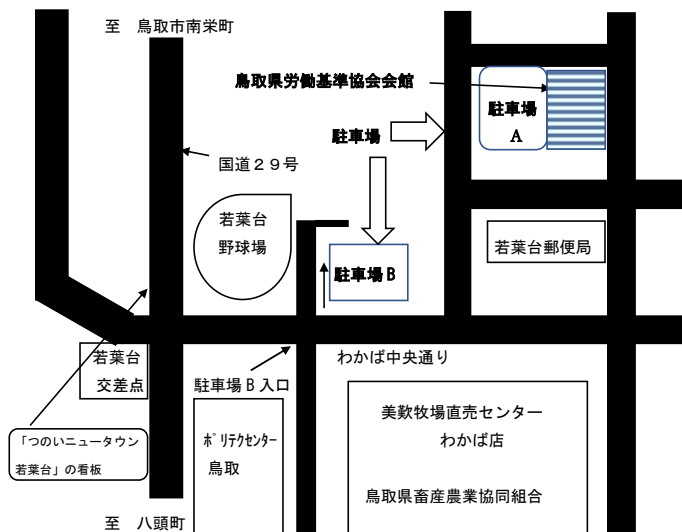 至　鳥取市南栄町
鳥取県労働基準協会会館
駐車場
A
駐車場
国道２９号
若葉台
野球場
若葉台郵便局
駐車場 B
若葉台
交差点
わかば中央通り
駐車場 B 入口
美歎牧場直売センター
わかば店
「つのいニュータウン
若葉台」の看板
ﾎﾟﾘﾃｸｾﾝﾀｰ
鳥取
鳥取県畜産農業協同組合
至　八頭町